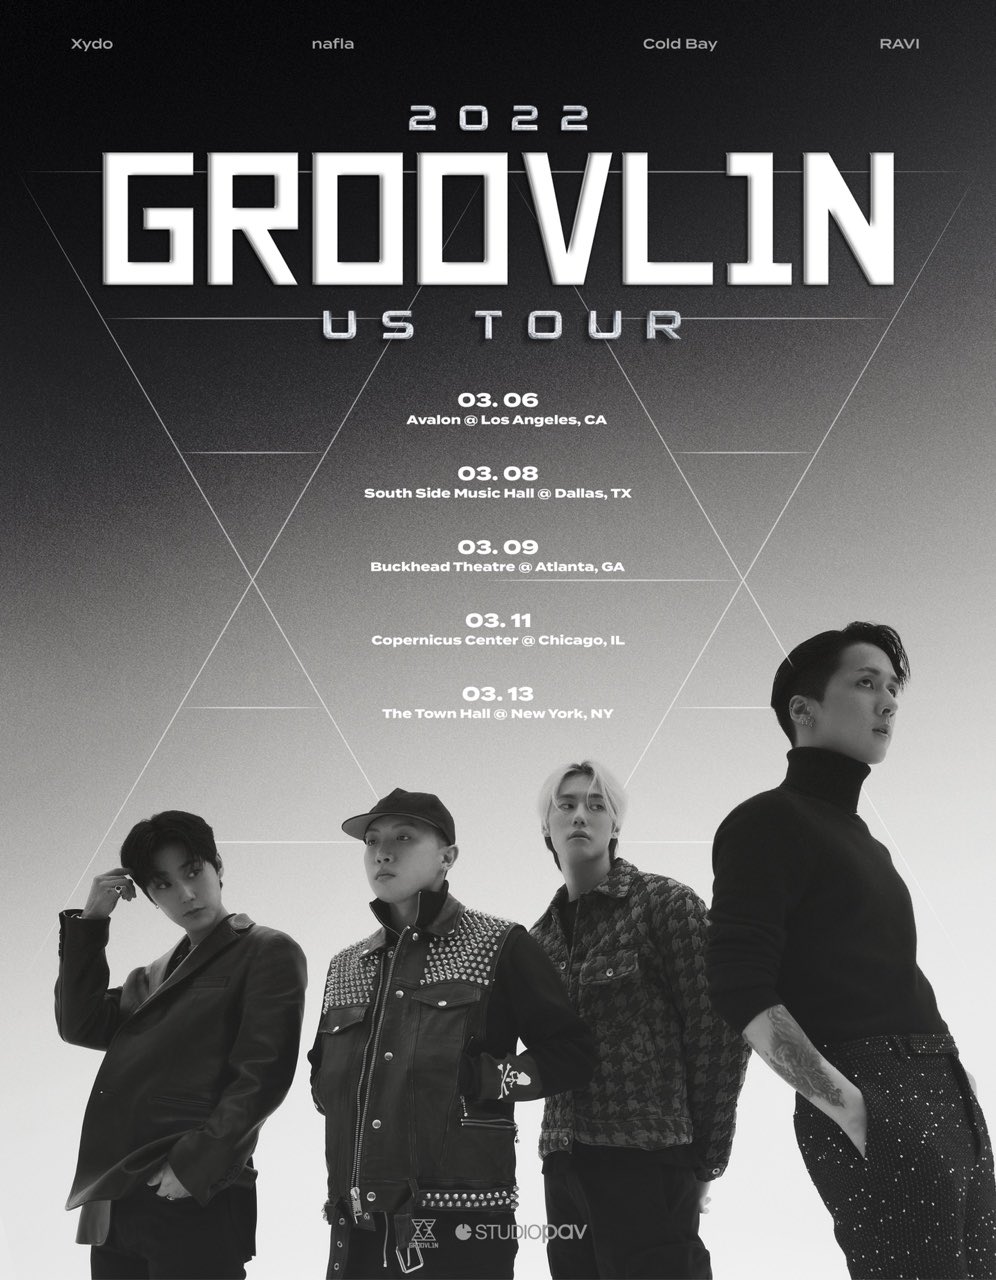 Xydo nafla Cold Bay RAVI
2022
GROOVL1N
US TOUR
03. 06
Avalon @ Los Angeles, CA
03. 08
South Side Music Hall @ Dallas, TX
03. 09
Buckhead Theatre @ Atlanta, GA
03. 11
Copernicus Center @ Chicago, IL
03. 13
The Town Hall @ New York, NY
GROOVL1N STUDIOpav